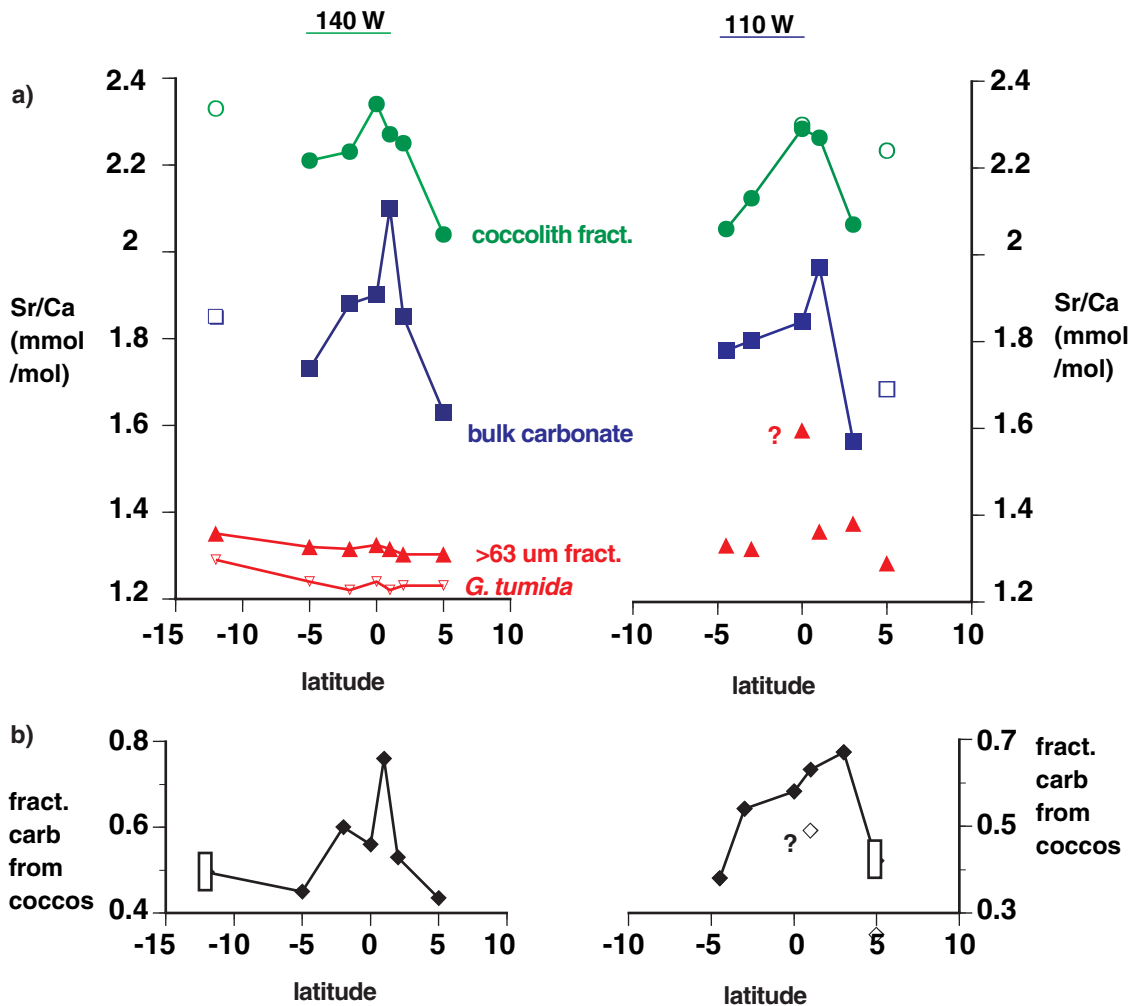 140 W
110 W
a)
2.4
2.2
2
1.8
1.6
1.4
1.2
Sr/Ca
(mmol
/mol)
coccolith fract.
bulk carbonate
>63 um fract.
G. tumida
-15 -10 -5 0 5 10
latitude
?
2.4
2.2
2
1.8
1.6
1.4
1.2
Sr/Ca
(mmol
/mol)
-10 -5 0 5 10
latitude
b)
0.8
0.6
0.4
fract.
carb
from
coccos
-15 -10 -5 0 5 10
latitude
?
0.7
0.5
0.3
fract.
carb
from
coccos
-10 -5 0 5 10
latitude